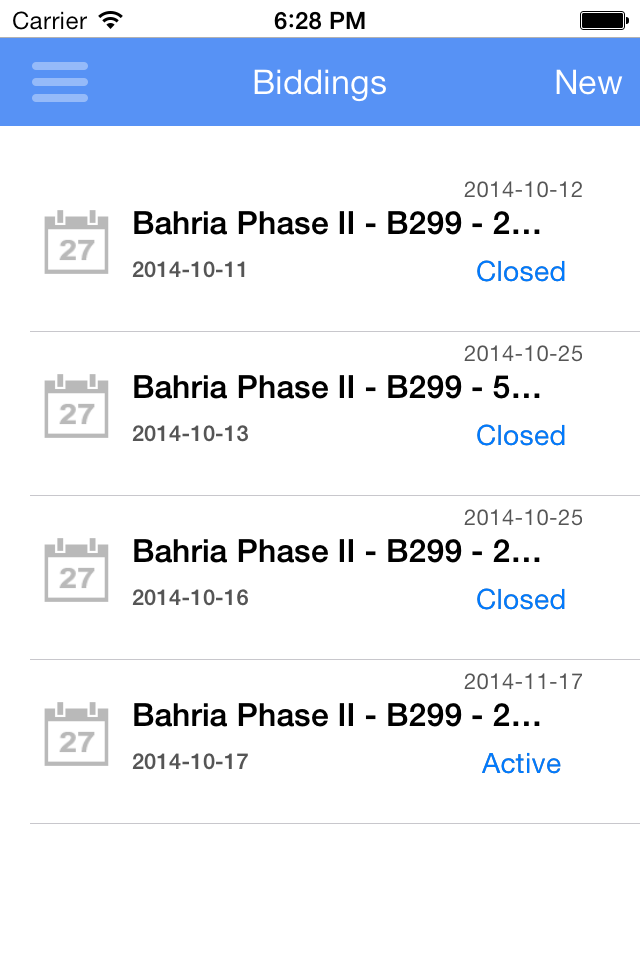 Carrier 6:28 PM
Biddings New
2014-10-12
27 Bahria Phase II - B299 - 2...
2014-10-11 Closed
2014-10-25
27 Bahria Phase II - B299 - 5...
2014-10-13 Closed
2014-10-25
27 Bahria Phase II - B299 - 2...
2014-10-16 Closed
2014-11-17
27 Bahria Phase II - B299 - 2...
2014-10-17 Active